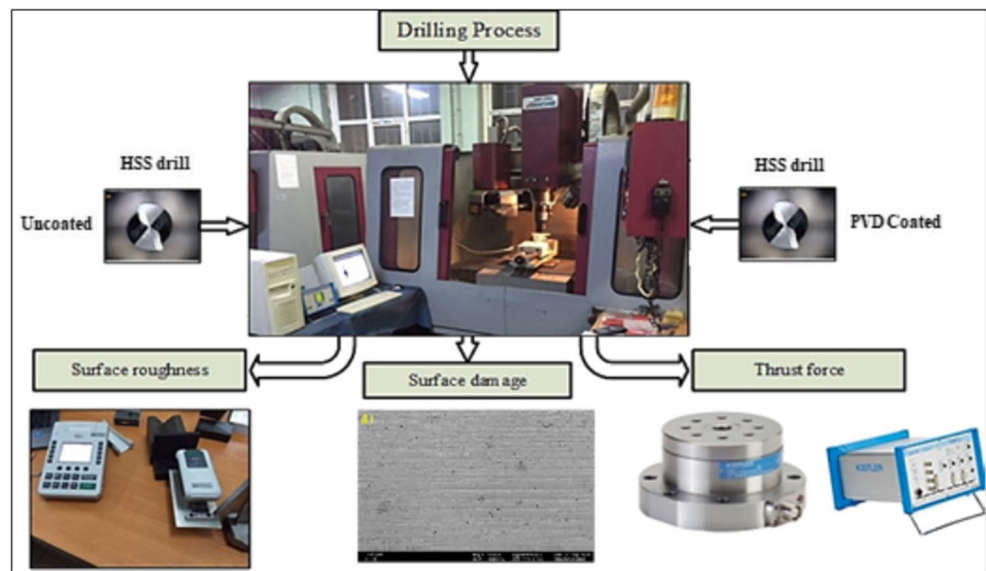 Drilling Process
HSS drill
Uncoated
HSS drill
PVD Coated
Surface roughness
Surface damage
Thrust force
KISTLER